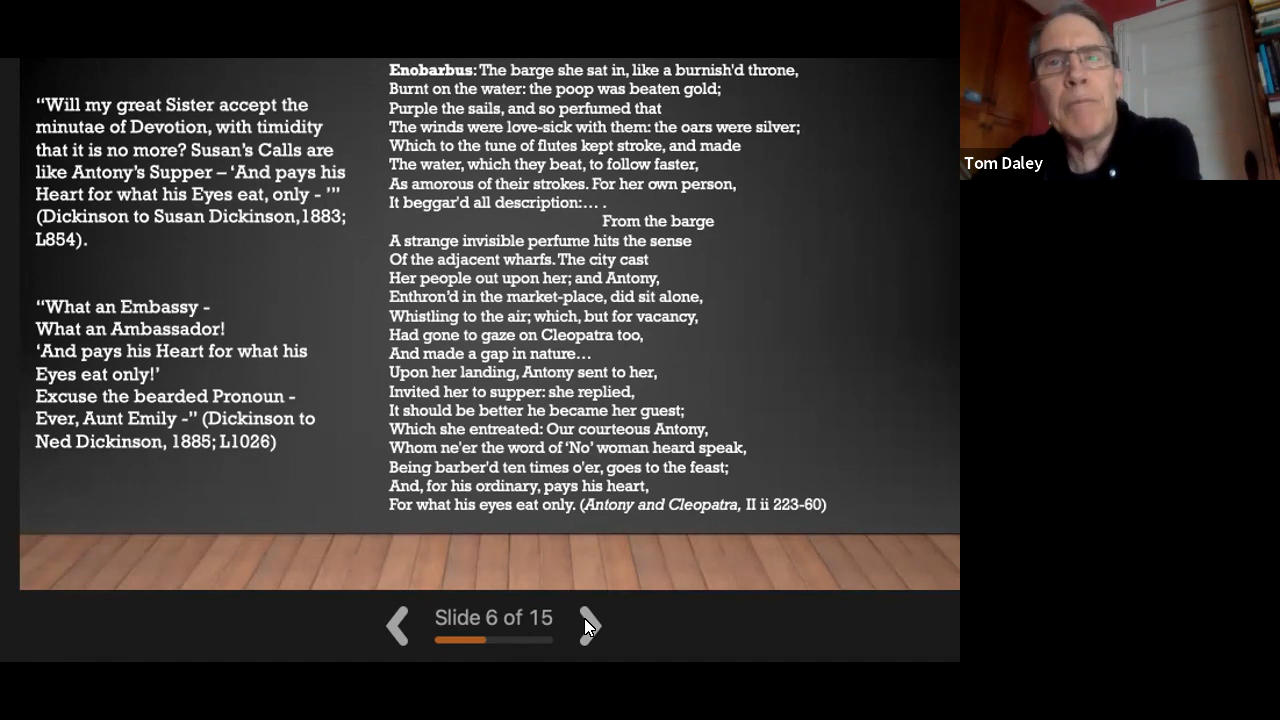 “Will my great Sister accept the
minutae of Devotion, with timidity
that it is no more? Susan’s Calls are
like Antony’s Supper – ‘And pays his
Heart for what his Eyes eat, only - ’”
(Dickinson to Susan Dickinson,1883;
L854).
“What an Embassy -
What an Ambassador!
‘And pays his Heart for what his
Eyes eat only!’
Excuse the bearded Pronoun -
Ever, Aunt Emily -” (Dickinson to
Ned Dickinson, 1885; L1026)
Enobarbus: The barge she sat in, like a burnish'd throne,
Burnt on the water: the poop was beaten gold;
Purple the sails, and so perfumed that
The winds were love-sick with them: the oars were silver;
Which to the tune of flutes kept stroke, and made
The water, which they beat, to follow faster,
As amorous of their strokes. For her own person,
It beggar'd all description:… .
From the barge
A strange invisible perfume hits the sense
Of the adjacent wharfs. The city cast
Her people out upon her; and Antony,
Enthron’d in the market-place, did sit alone,
Whistling to the air; which, but for vacancy,
Had gone to gaze on Cleopatra too,
And made a gap in nature…
Upon her landing, Antony sent to her,
Invited her to supper: she replied,
It should be better he became her guest;
Which she entreated: Our courteous Antony,
Whom ne'er the word of ‘No’ woman heard speak,
Being barber'd ten times o'er, goes to the feast;
And, for his ordinary, pays his heart,
For what his eyes eat only. (Antony and Cleopatra, II ii 223-60)
Slide 6 of 15
Tom Daley